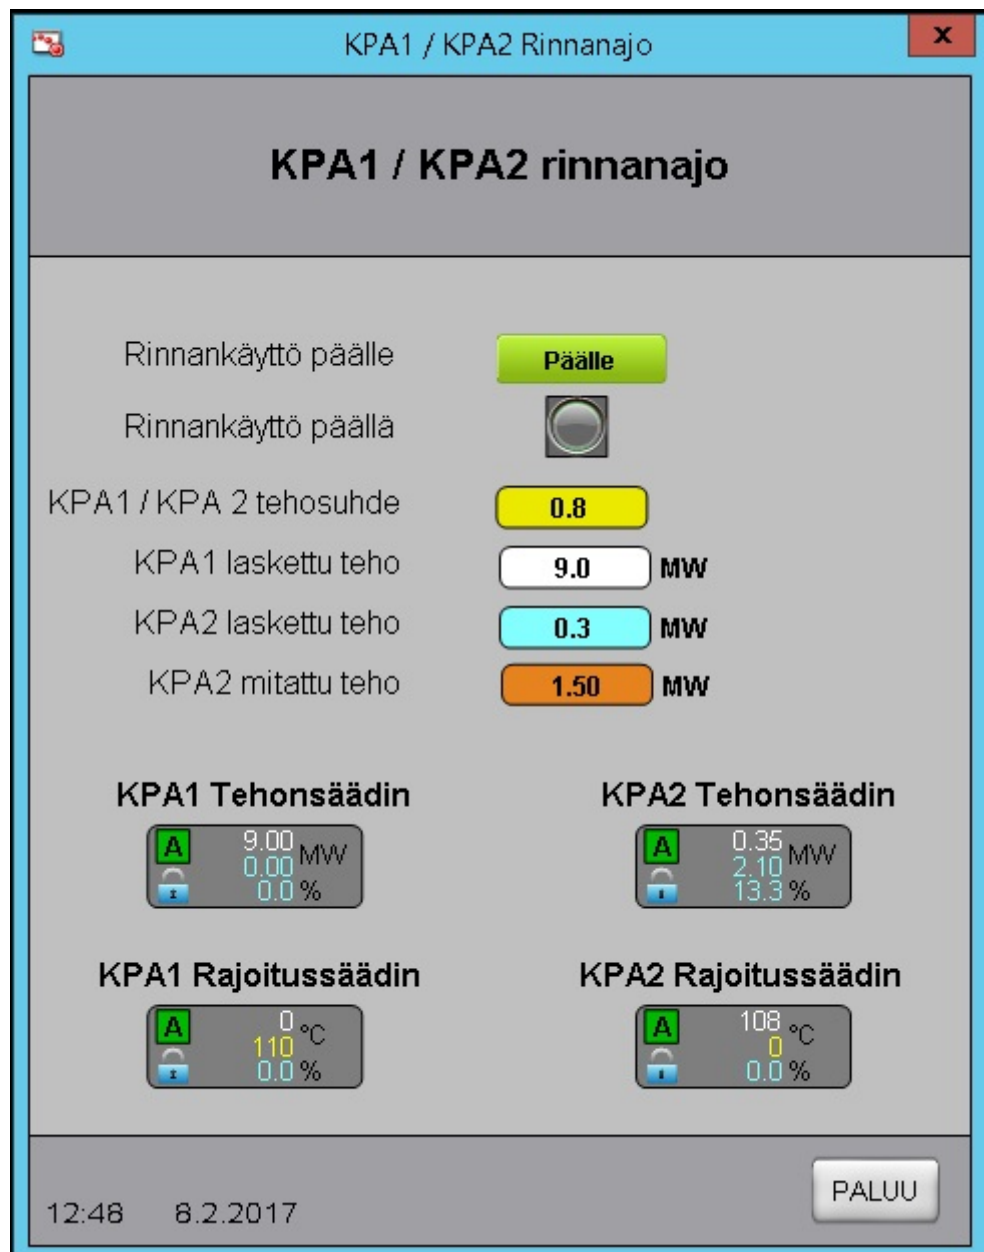 KPA1 / KPA2 Rinnanajo
x
KPA1 / KPA2 rinnanajo
Rinnankäyttö päälle Päälle
Rinnankäyttö päällä
KPA1 / KPA 2 tehosuhde 0.8
KPA1 laskettu teho 9.0 MW
KPA2 laskettu teho 0.3 MW
KPA2 mitattu teho 1.50 MW
KPA1 Tehonsäädin KPA2 Tehonsäädin
A 9.00 MW A 0.35 MW
0.00 2.10
0.0 % 13.3 %
KPA1 Rajoitussäädin KPA2 Rajoitussäädin
A 0 °C A 108 °C
110 0
0.0 % 0.0 %
12:48 8.2.2017 PALUU